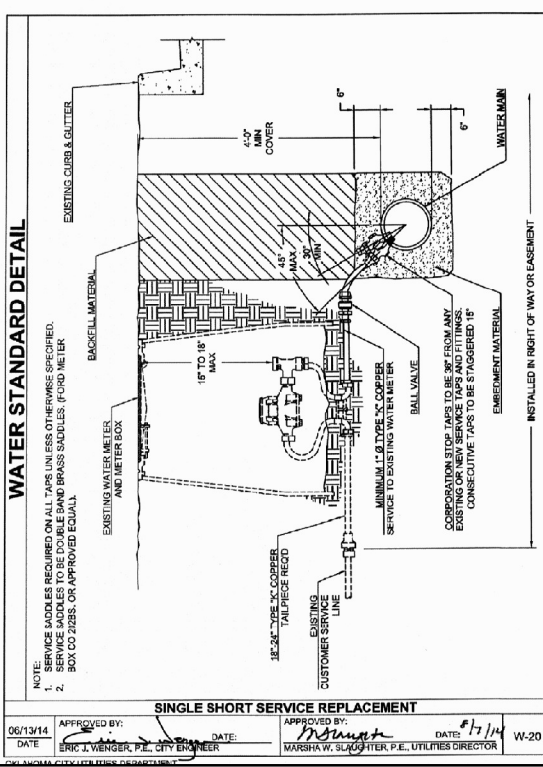 WATER STANDARD DETAIL
NOTE:
1. SERVICE SADDLES REQUIRED ON ALL TAPS UNLESS OTHERWISE SPECIFIED.
2. SERVICE SADDLES TO BE DOUBLE BAND BRASS SADDLES. (FORD METER
BOX CO 202BS, OR APPROVED EQUAL).
EXISTING CURB & GUTTER
BACKFILL MATERIAL
EXISTING WATER METER
AND METER BOX
4'-0"
MIN
COVER
6"
6"
WATER MAIN
45°
MAX
30°
MIN
MAX
18"-24" TYPE "K" COPPER
TAILPIECE REQ'D
EXISTING
CUSTOMER SERVICE
LINE
MINIMUM 1" Ø TYPE "K" COPPER
SERVICE TO EXISTING WATER METER
BALL VALVE
CORPORATION STOP TAPS TO BE 36" FROM ANY
EXISTING OR NEW SERVICE TAPS AND FITTINGS.
CONSECUTIVE TAPS TO BE STAGGERED 15°
EMBEDMENT MATERIAL
INSTALLED IN RIGHT OF WAY OR EASEMENT
SINGLE SHORT SERVICE REPLACEMENT
06/13/14
DATE
APPROVED BY:
DATE:
ERIC J. WENGER, P.E., CITY ENGINEER
APPROVED BY:
DATE: 8/7/14
MARSHA W. SLAUGHTER, P.E., UTILITIES DIRECTOR
W-20
OKLAHOMA CITY UTILITIES DEPARTMENT